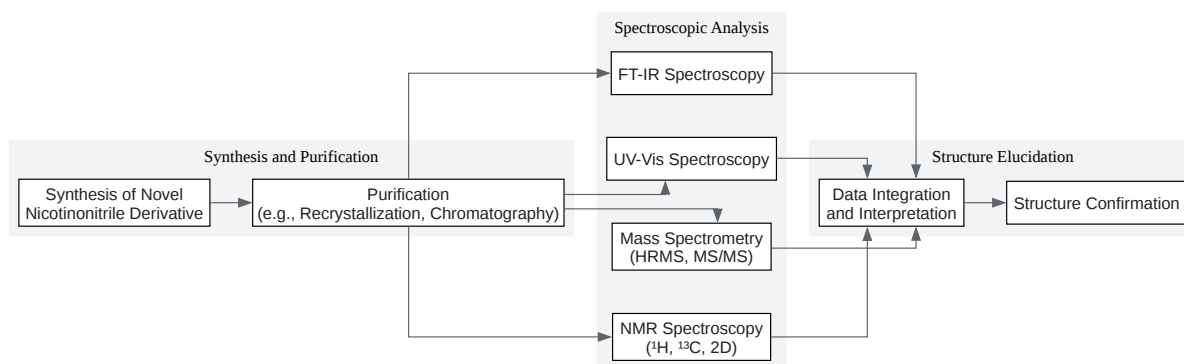 Spectroscopic Analysis
FT-IR Spectroscopy
Synthesis and Purification
UV-Vis Spectroscopy
Structure Elucidation
Synthesis of Novel
Nicotinonitrile Derivative
Purification
(e.g., Recrystallization, Chromatography)
Data Integration
and Interpretation
Structure Confirmation
Mass Spectrometry
(HRMS, MS/MS)
NMR Spectroscopy
(¹H, ¹³C, 2D)